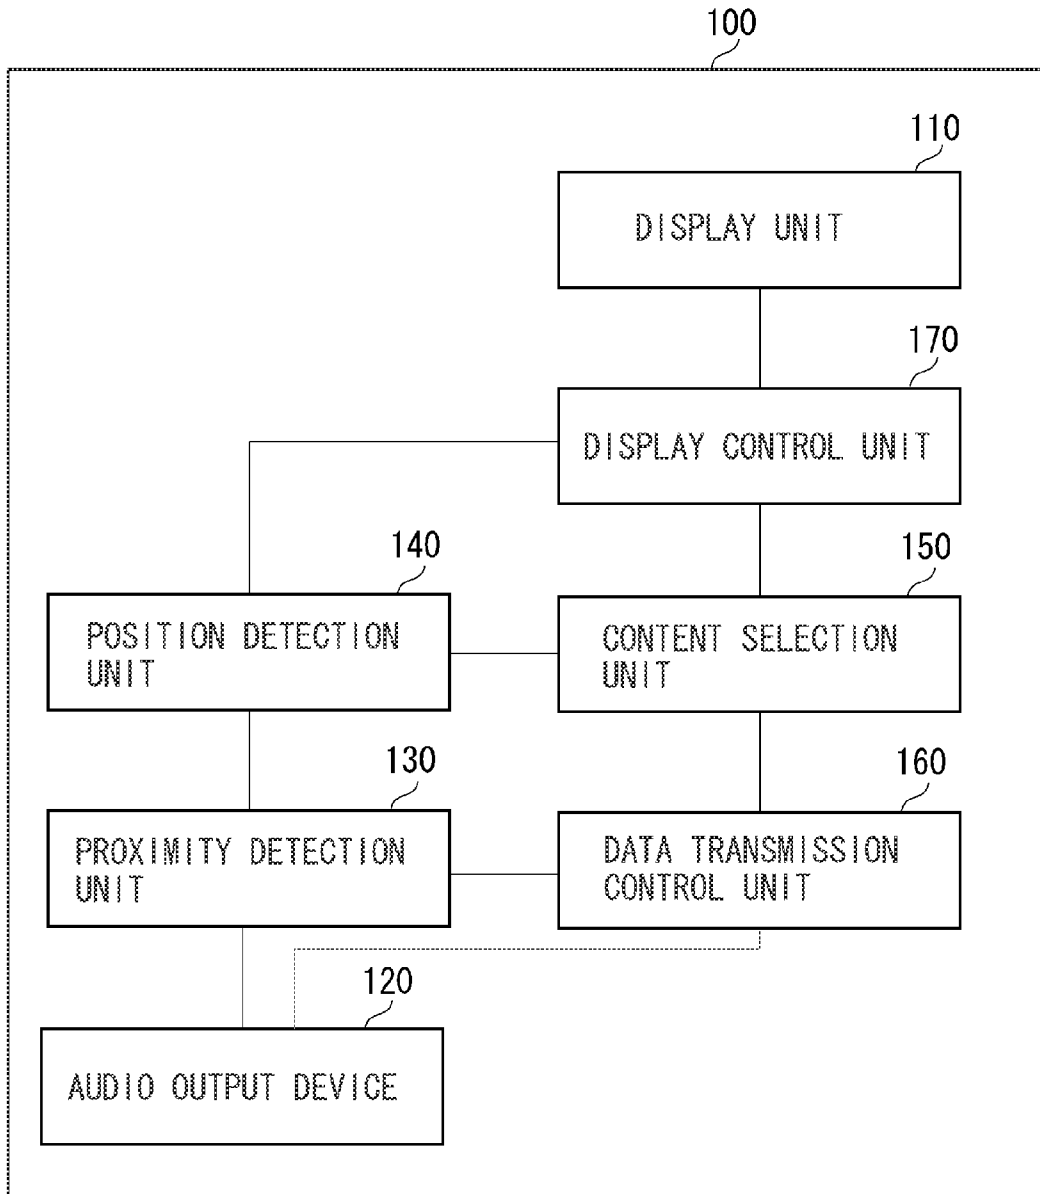 100
110
DISPLAY UNIT
170
DISPLAY CONTROL UNIT
140
POSITION DETECTION
UNIT
150
CONTENT SELECTION
UNIT
130
PROXIMITY DETECTION
UNIT
160
DATA TRANSMISSION
CONTROL UNIT
120
AUDIO OUTPUT DEVICE